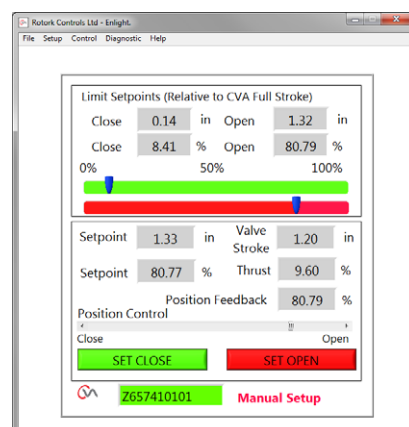 Rotork Controls Ltd - Enlight.
File Setup Control Diagnostic Help
Limit Setpoints (Relative to CVA Full Stroke)
Close 0.14 in Open 1.32 in
Close 8.41 % Open 80.79 %
0% 50% 100%
Setpoint 1.33 in Valve Stroke 1.20 in
Setpoint 80.77 % Thrust 9.60 %
Position Feedback 80.79 %
Position Control
Close Open
SET CLOSE SET OPEN
CVA Z657410101 Manual Setup